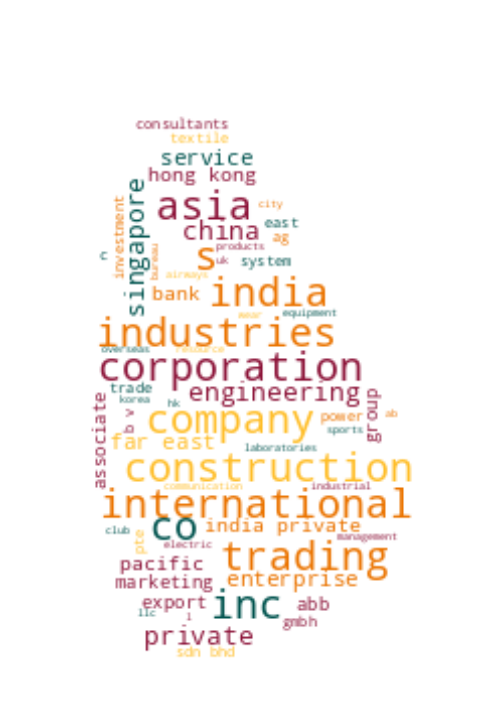 consultants
textile
service
hong kong
singapore
investment
asia
city
china
east
ag
products
s
uk
system
c
bureau
airways
bank
india
equipment
wear
industries
overseas
resource
corporation
trade
engineering
korea
hk
associate
b v
company
power
group
ab
sports
far east
laboratories
construction
communication
industrial
international
club
co
india private
pte
electric
management
trading
pacific
marketing
enterprise
export
inc
abb
llc
l
gmbh
private
sdn bhd